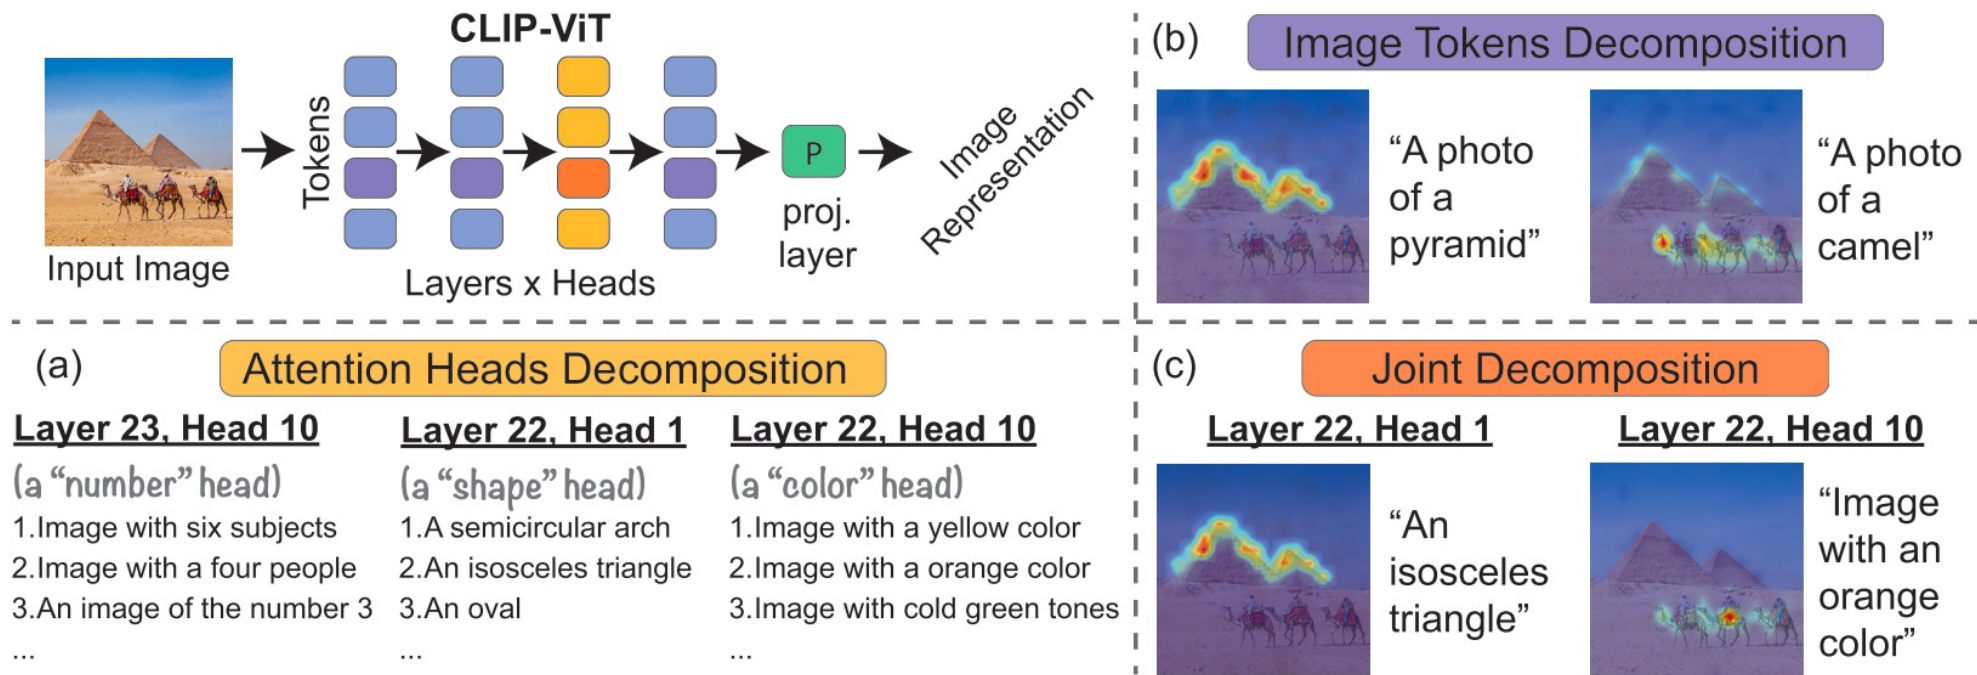 CLIP-ViT
Tokens
P
Input Image
proj.
layer
Layers x Heads
Image
Representation
(b)
Image Tokens Decomposition
“A photo
of a
pyramid”
“A photo
of a
camel”
(a)
Attention Heads Decomposition
Layer 23, Head 10
(a “number” head)
1.Image with six subjects
2.Image with a four people
3.An image of the number 3
...
Layer 22, Head 1
(a “shape” head)
1.A semicircular arch
2.An isosceles triangle
3.An oval
...
Layer 22, Head 10
(a “color” head)
1.Image with a yellow color
2.Image with a orange color
3.Image with cold green tones
...
(c)
Joint Decomposition
Layer 22, Head 1
“An
isosceles
triangle”
Layer 22, Head 10
“Image
with an
orange
color”